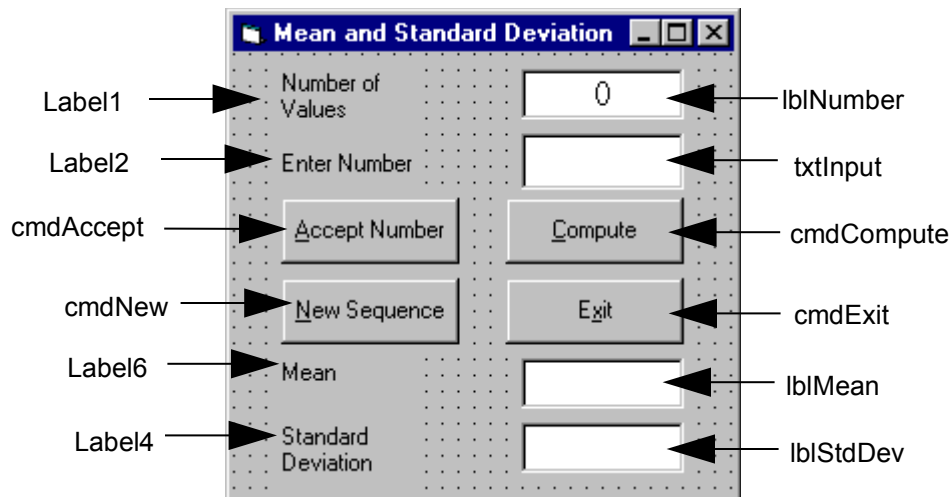 Mean and Standard Deviation
Label1
Number of
Values
0
lblNumber
Label2
Enter Number
txtInput
cmdAccept
Accept Number
Compute
cmdCompute
cmdNew
New Sequence
Exit
cmdExit
Label6
Mean
lblMean
Label4
Standard
Deviation
lblStdDev